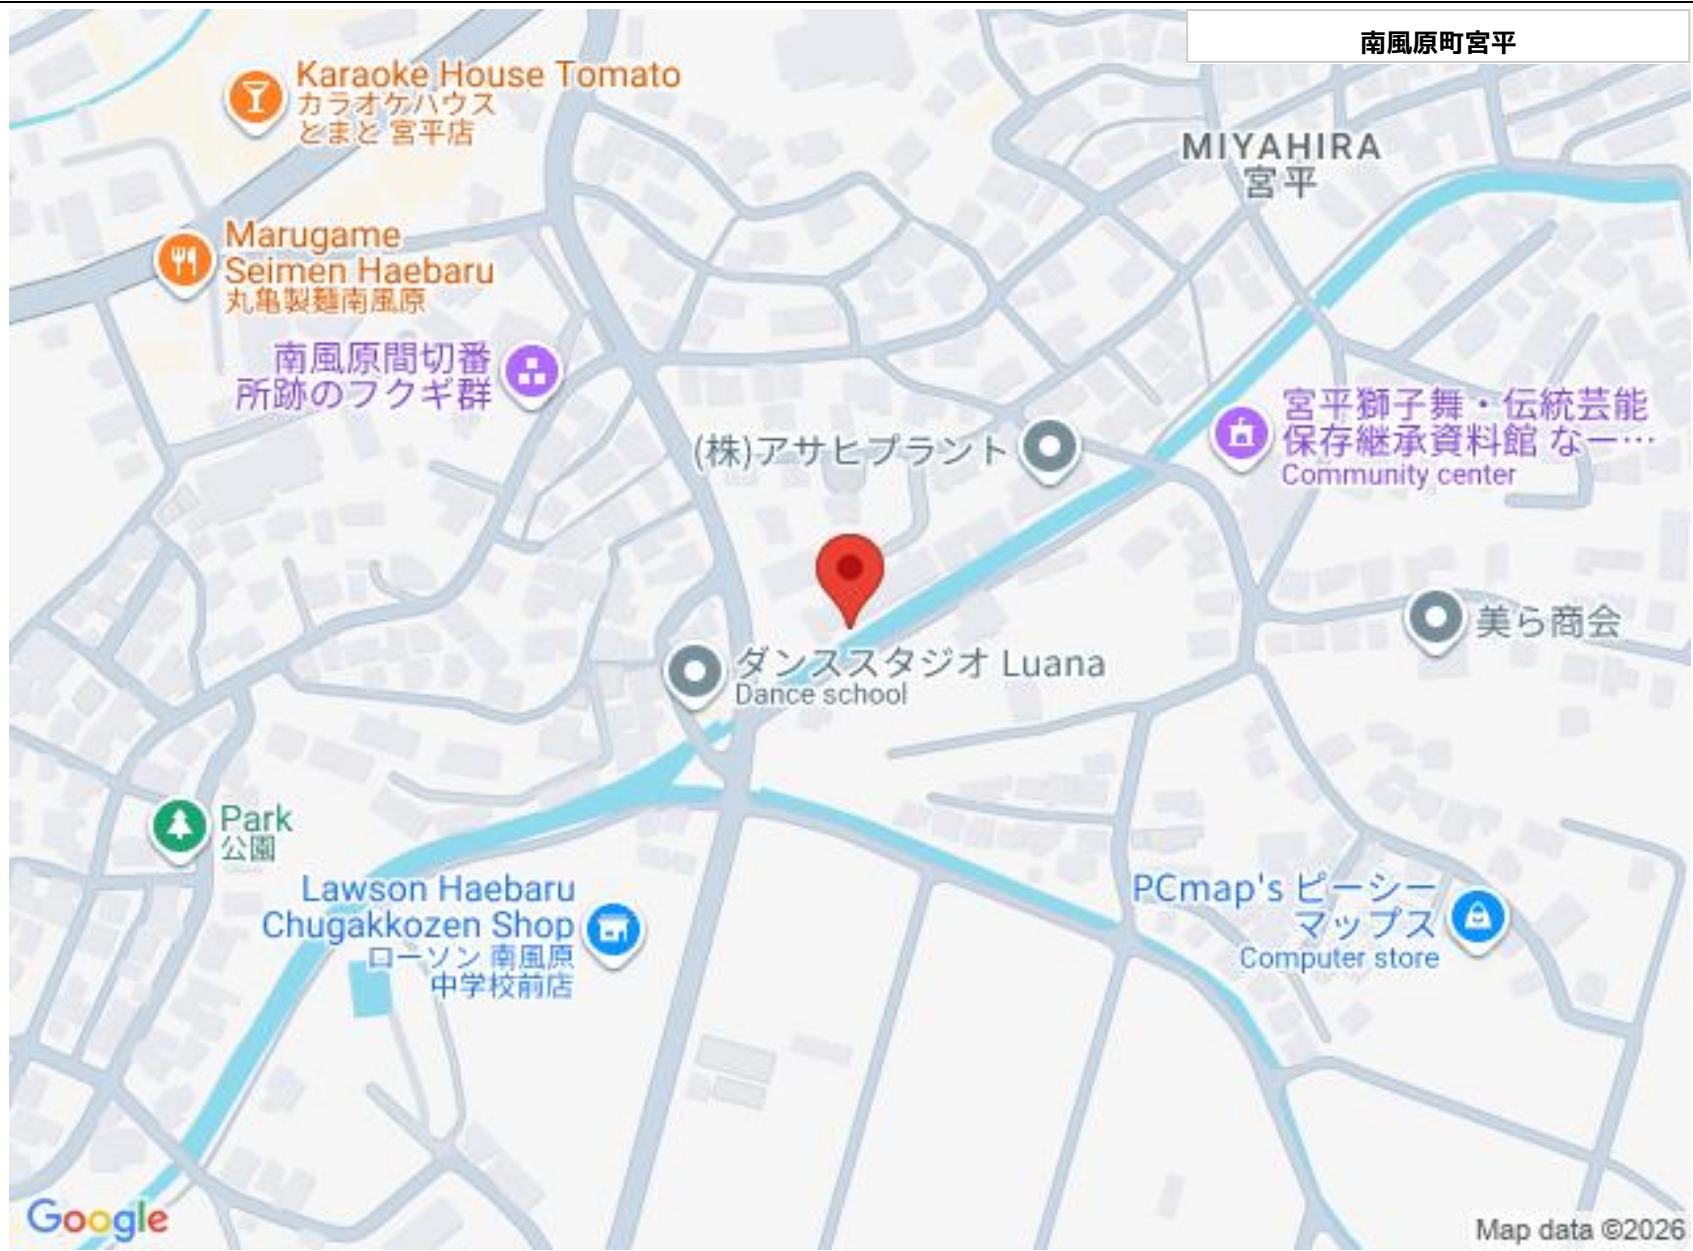 南風原町宮平
Karaoke House Tomato
カラオケハウス
とまと 宮平店
MIYAHIRA
宮平
Marugame
Seimen Haebaru
丸亀製麺南風原
南風原間切番
所跡のフクギ群
(株)アサヒプラント
宮平獅子舞・伝統芸能
保存継承資料館 なー…
Community center
美ら商会
ダンススタジオ Luana
Dance school
Park
公園
Lawson Haebaru
Chugakkozen Shop
ローソン 南風原
中学校前店
PCmap's ピーシー
マップス
Computer store
Google
Map data ©2026